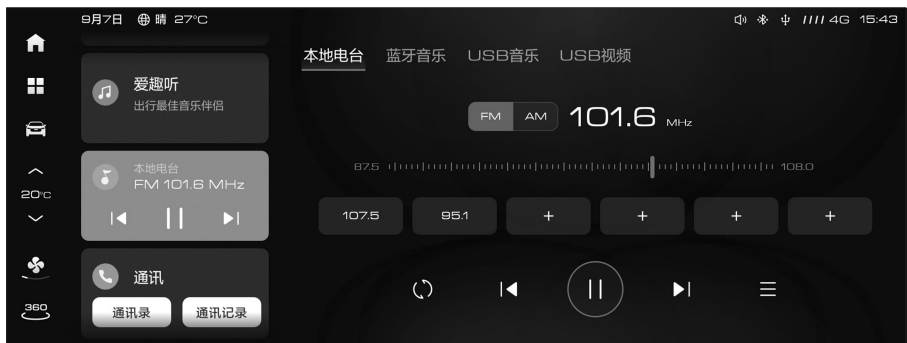 9月7日 晴 27°C
4G 15:43
20°C
360
爱趣听
出行最佳音乐伴侣
本地电台
FM 101.6 MHz
通讯
通讯录 通讯记录
本地电台 蓝牙音乐 USB音乐 USB视频
FM AM 101.6 MHz
87.5 108.0
107.5 95.1 + + + +